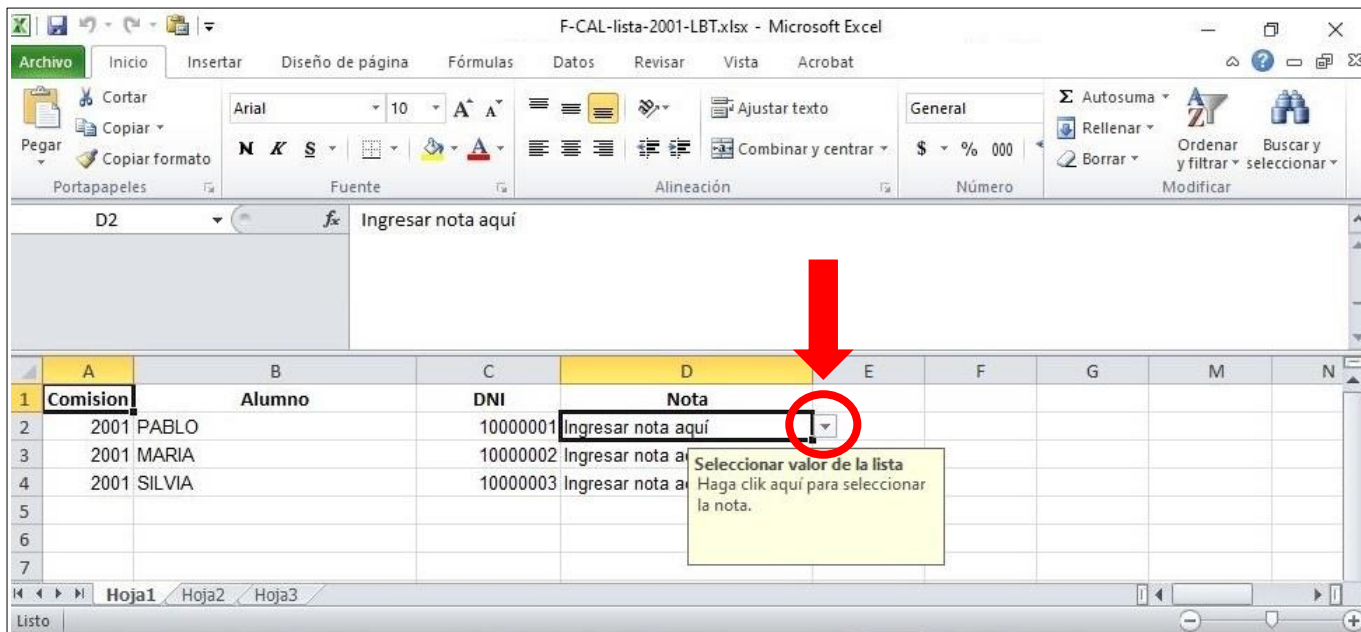 F-CAL-lista-2001-LBT.xlsx - Microsoft Excel
Archivo Inicio Insertar Diseño de página Fórmulas Datos Revisar Vista Acrobat
Pegar
Cortar
Copiar
Copiar formato
Portapapeles
Arial 10
N K S
Fuente
Ajustar texto
Combinar y centrar
Alineación
General
$ % 000
Número
Σ Autosuma
Rellenar
Borrar
Ordenar y filtrar
Buscar y seleccionar
Modificar
D2 fx Ingresar nota aquí
A B C D E F G M N
1 Comision Alumno DNI Nota
2 2001 PABLO 10000001 Ingresar nota aquí
3 2001 MARIA 10000002 Ingresar nota a
4 2001 SILVIA 10000003 Ingresar nota a
5
6
7
Seleccionar valor de la lista
Haga clik aquí para seleccionar
la nota.
Hoja1 Hoja2 Hoja3
Listo